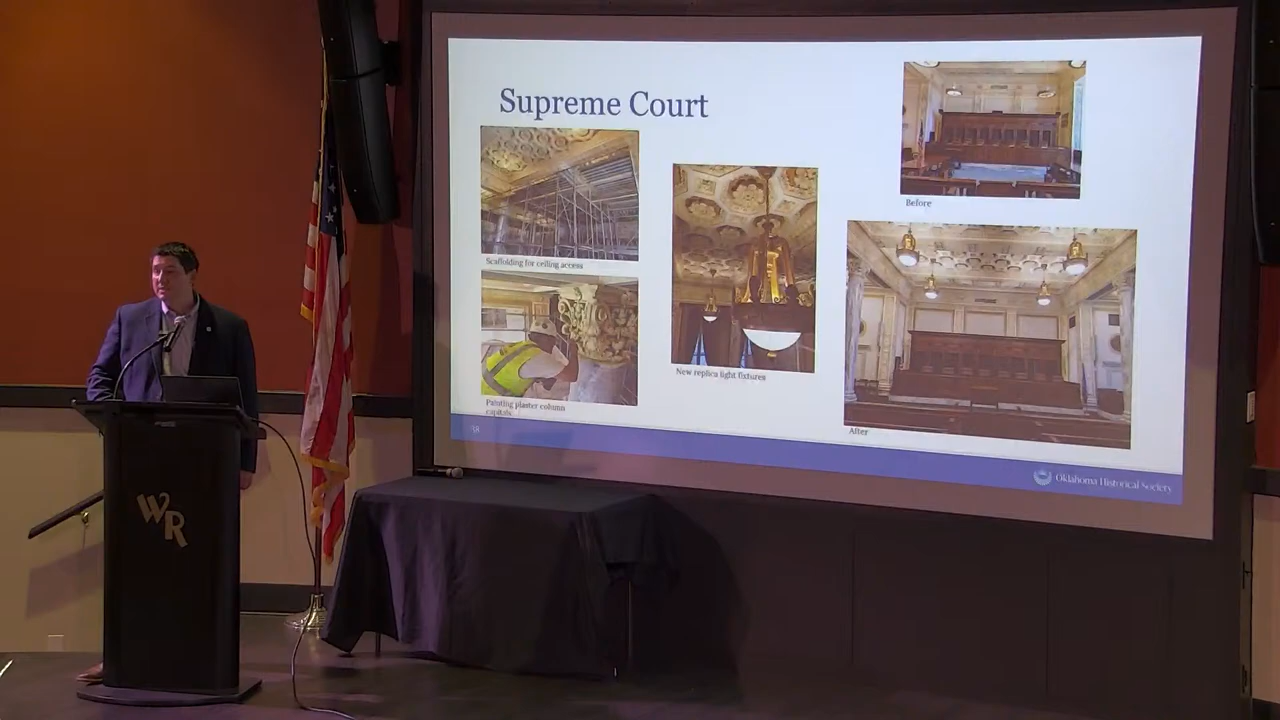 Supreme Court
Scaffolding for ceiling access
Painting plaster column
capitals
New replica light fixtures
Before
After
38
Oklahoma Historical Society
WR